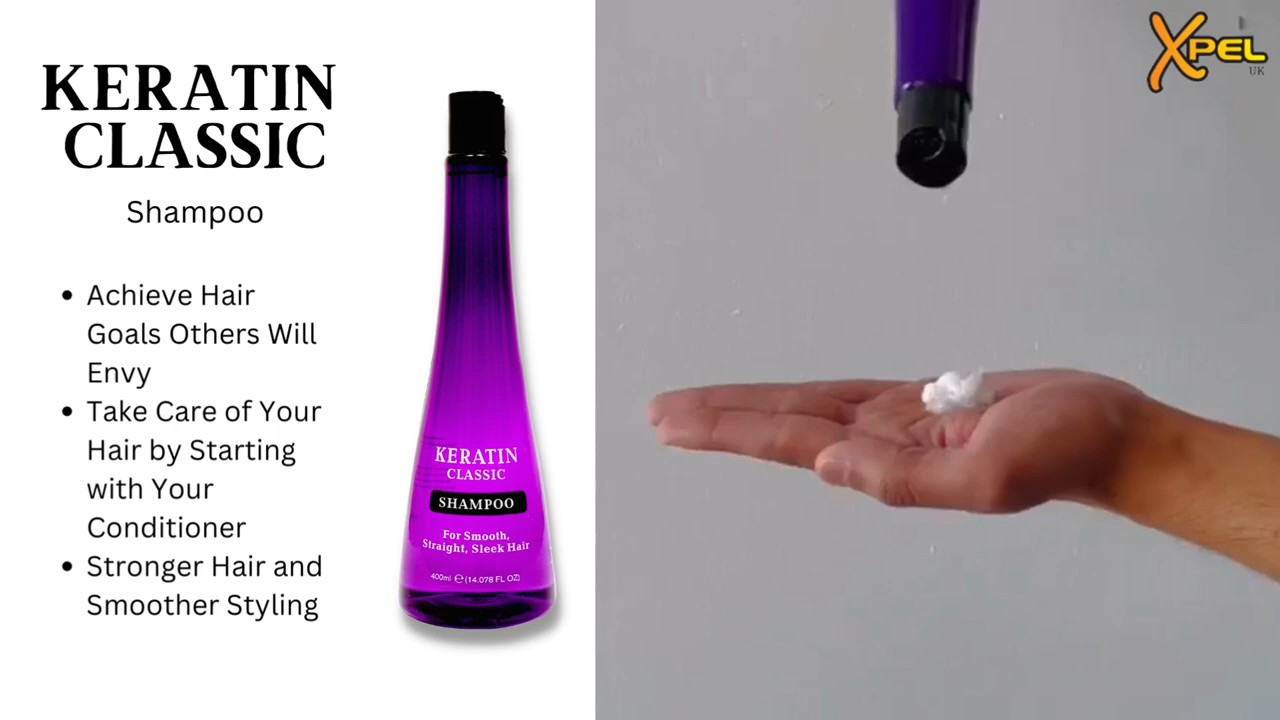 KERATIN
CLASSIC
Shampoo
• Achieve Hair
Goals Others Will
Envy
• Take Care of Your
Hair by Starting
with Your
Conditioner
• Stronger Hair and
Smoother Styling
KERATIN
CLASSIC
SHAMPOO
For Smooth,
Straight, Sleek Hair
400ml ℮ (14.078 FL OZ)
XPEL
UK